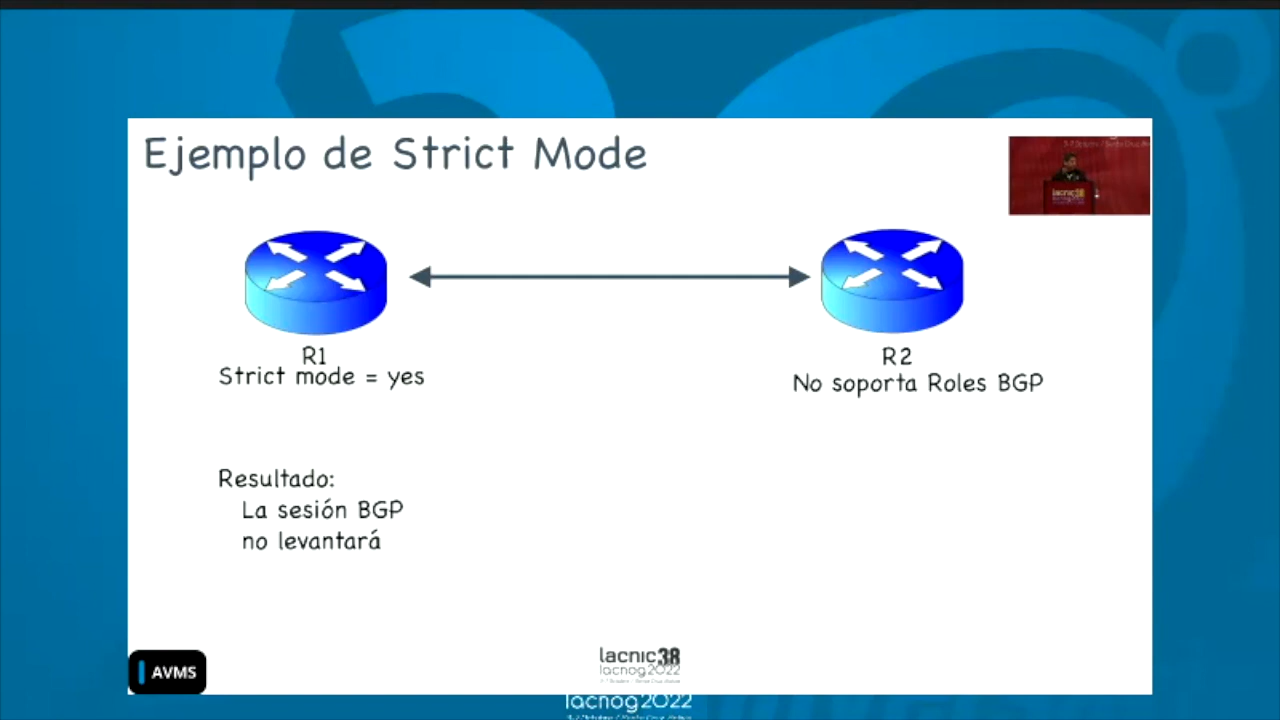 Ejemplo de Strict Mode
R1
Strict mode = yes
R2
No soporta Roles BGP
Resultado:
La sesión BGP
no levantará
lacnic38
AVMS
lacnic38
lacnog2022
lacnog2022